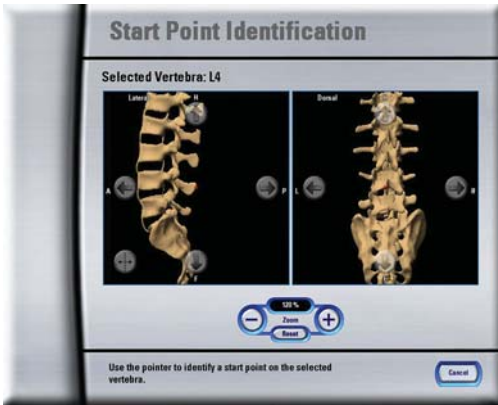 Start Point Identification
Selected Vertebra: L4
Lateral
H
Dorsal
A
P
L
R
F
120 %
Zoom
Reset
Use the pointer to identify a start point on the selected
vertebra.
Cancel